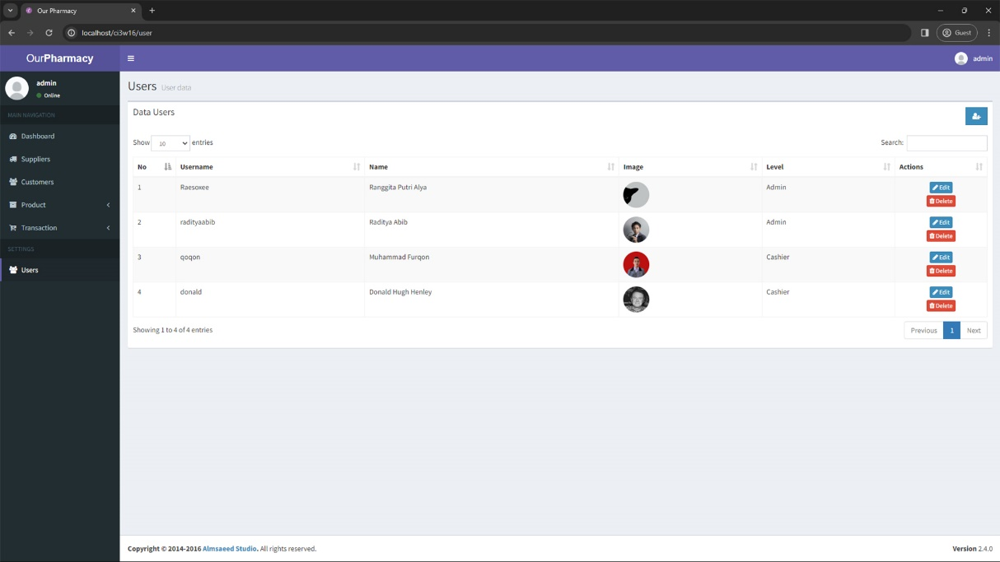 Our Pharmacy
localhost/ci3w16/user
Guest
OurPharmacy
admin
admin
Online
MAIN NAVIGATION
Dashboard
Suppliers
Customers
Product
Transaction
SETTINGS
Users
Users User data
Data Users
Show 10 entries
Search:
No Username Name Image Level Actions
1 Raesoxee Ranggita Putri Alya Admin Edit
Delete
2 radityaabib Raditya Abib Admin Edit
Delete
3 qoqon Muhammad Furqon Cashier Edit
Delete
4 donald Donald Hugh Henley Cashier Edit
Delete
Showing 1 to 4 of 4 entries
Previous 1 Next
Copyright © 2014-2016 Almsaeed Studio. All rights reserved.
Version 2.4.0